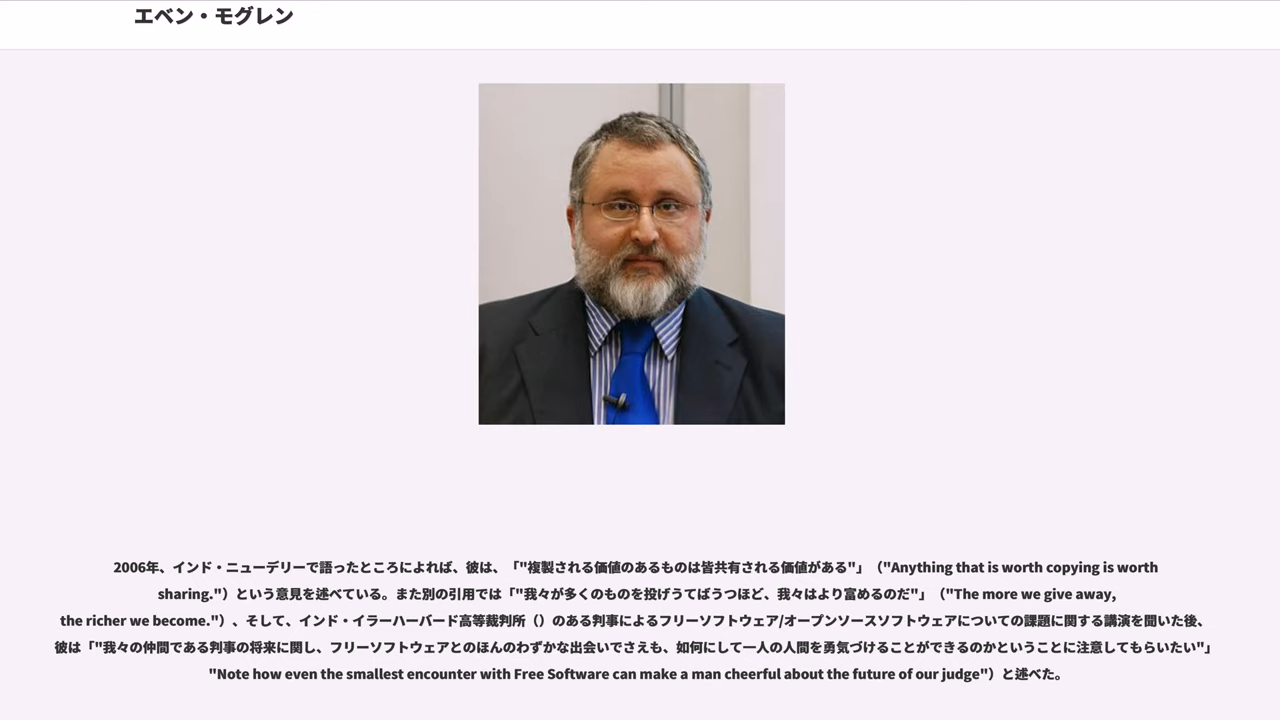 エベン・モグレン
2006年、インド・ニューデリーで語ったところによれば、彼は、「"複製される価値のあるものは皆共有される価値がある"」（"Anything that is worth copying is worth
sharing."）という意見を述べている。また別の引用では「"我々が多くのものを投げうてばうつほど、我々はより富めるのだ"」（"The more we give away,
the richer we become."）、そして、インド・イラーハーバード高等裁判所（）のある判事によるフリーソフトウェア/オープンソースソフトウェアについての課題に関する講演を聞いた後、
彼は「"我々の仲間である判事の将来に関し、フリーソフトウェアとのほんのわずかな出会いでさえも、如何にして一人の人間を勇気づけることができるのかということに注意してもらいたい"」
"Note how even the smallest encounter with Free Software can make a man cheerful about the future of our judge"）と述べた。